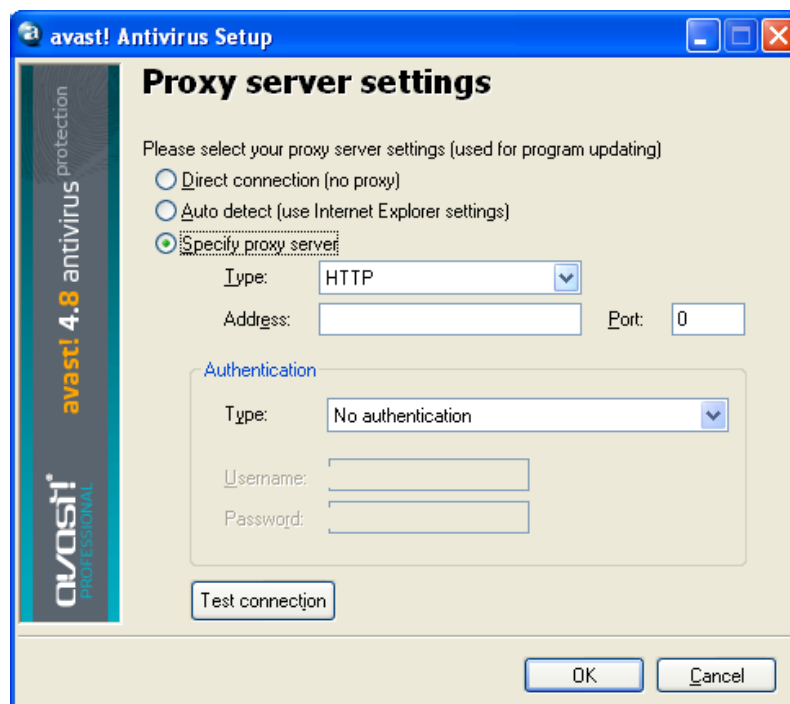 avast! Antivirus Setup
Proxy server settings
Please select your proxy server settings (used for program updating)
Direct connection (no proxy)
Auto detect (use Internet Explorer settings)
Specify proxy server
Type: HTTP
Address: Port: 0
Authentication
Type: No authentication
Username:
Password:
Test connection
OK Cancel
avast! 4.8 antivirus protection
avast!
PROFESSIONAL